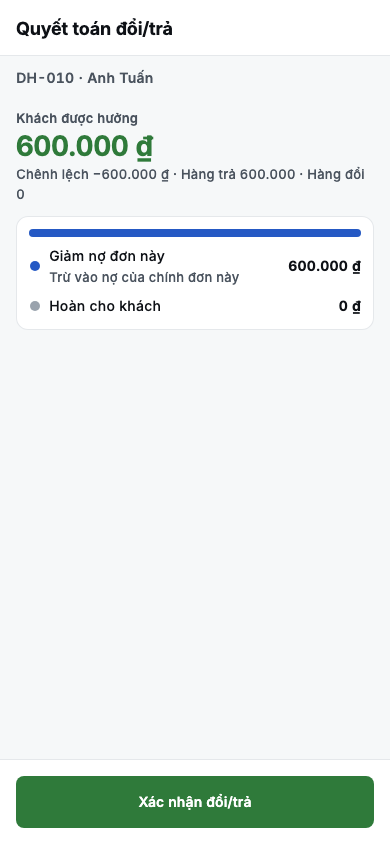 Quyết toán đổi/trả
DH-010 · Anh Tuấn
Khách được hưởng
600.000 ₫
Chênh lệch −600.000 ₫ · Hàng trả 600.000 · Hàng đổi
0
Giảm nợ đơn này
Trừ vào nợ của chính đơn này
600.000 ₫
Hoàn cho khách
0 ₫
Xác nhận đổi/trả